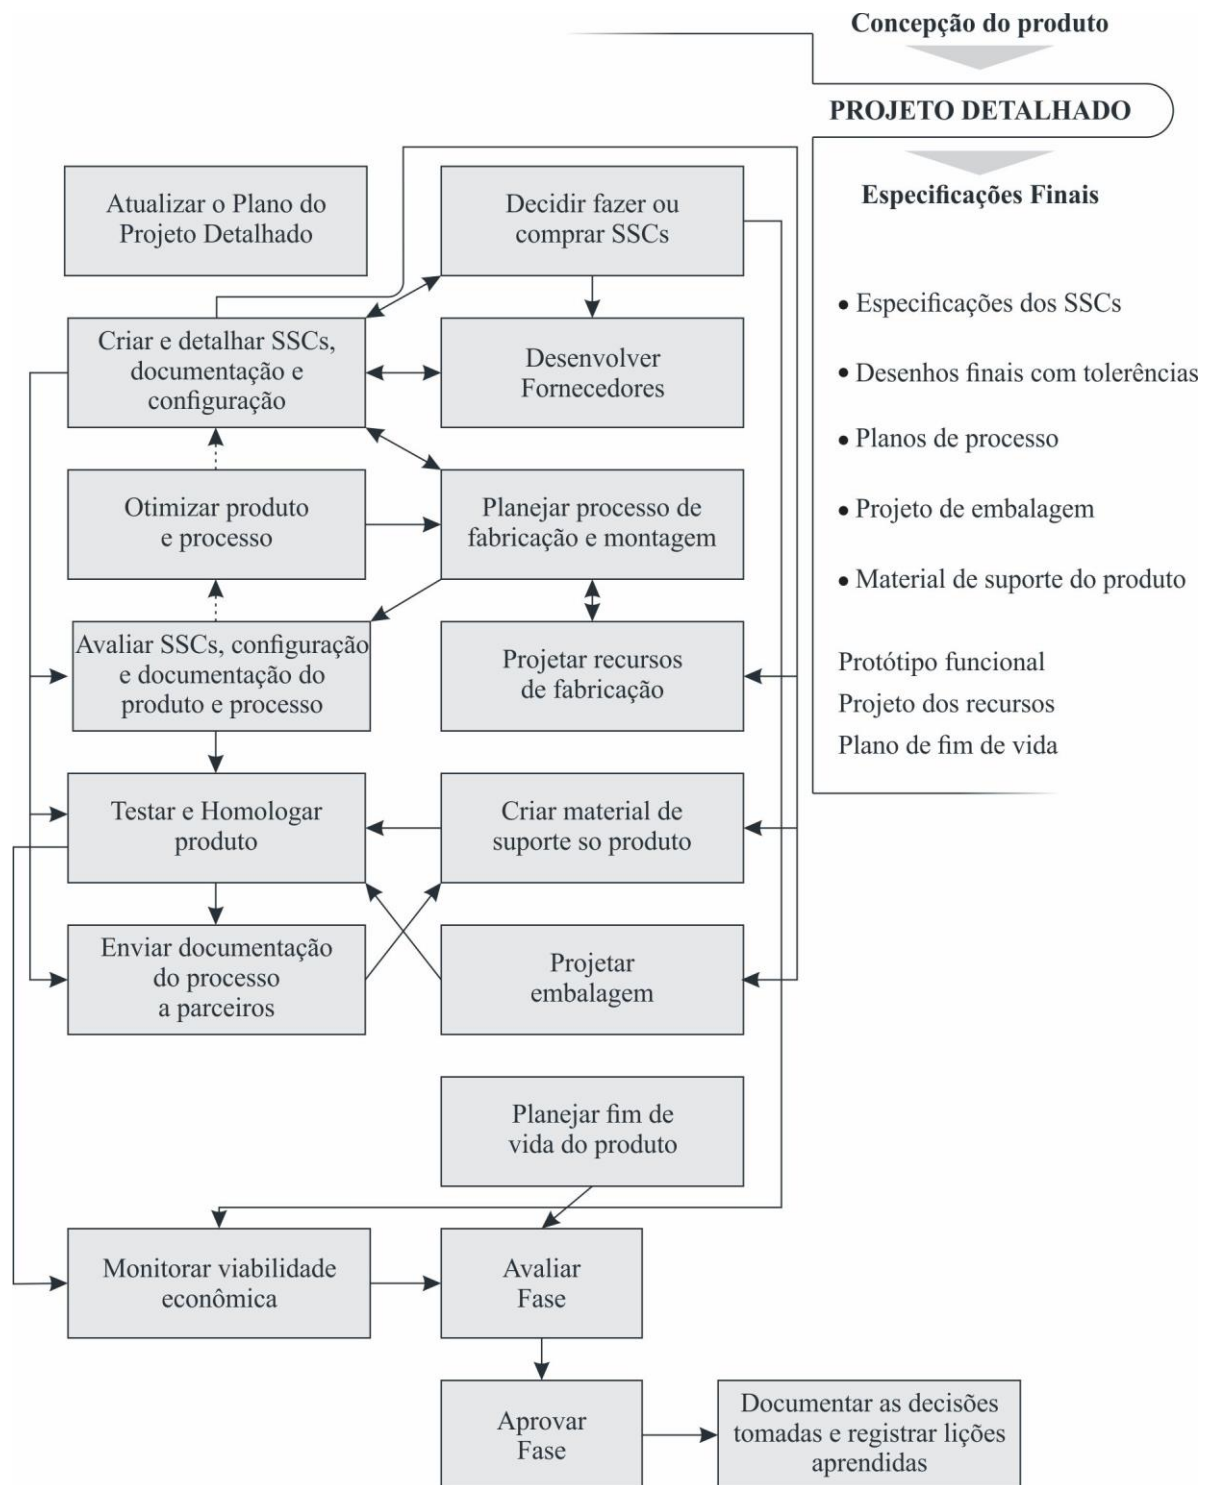 Concepção do produto
PROJETO DETALHADO
Especificações Finais
• Especificações dos SSCs
• Desenhos finais com tolerências
• Planos de processo
• Projeto de embalagem
• Material de suporte do produto
Protótipo funcional
Projeto dos recursos
Plano de fim de vida
Atualizar o Plano do
Projeto Detalhado
Decidir fazer ou
comprar SSCs
Criar e detalhar SSCs,
documentação e
configuração
Desenvolver
Fornecedores
Otimizar produto
e processo
Planejar processo de
fabricação e montagem
Avaliar SSCs, configuração
e documentação do
produto e processo
Projetar recursos
de fabricação
Testar e Homologar
produto
Criar material de
suporte so produto
Enviar documentação
do processo
a parceiros
Projetar
embalagem
Planejar fim de
vida do produto
Monitorar viabilidade
econômica
Avaliar
Fase
Aprovar
Fase
Documentar as decisões
tomadas e registrar lições
aprendidas